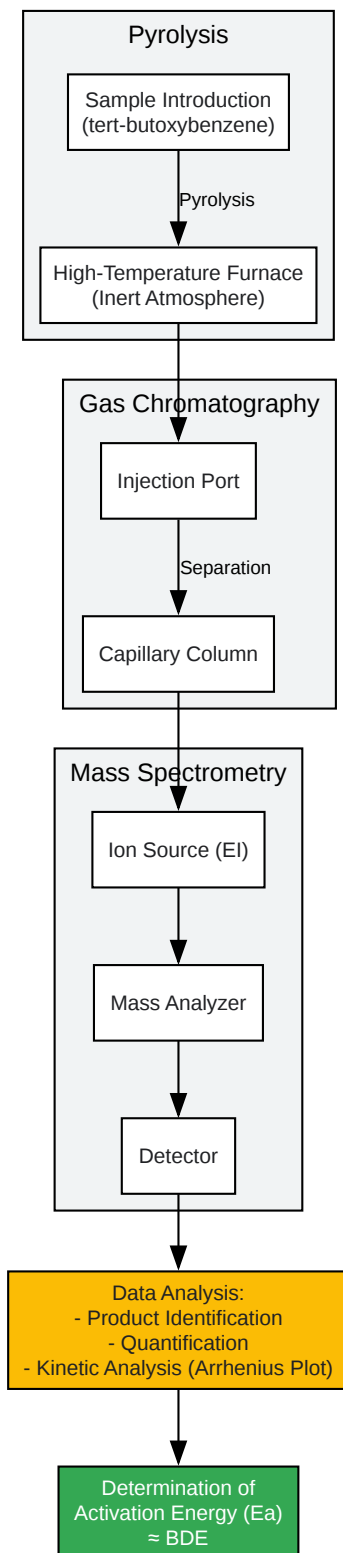 Pyrolysis
Sample Introduction
(tert-butoxybenzene)
Pyrolysis
High-Temperature Furnace
(Inert Atmosphere)
Gas Chromatography
Injection Port
Separation
Capillary Column
Mass Spectrometry
Ion Source (EI)
Mass Analyzer
Detector
Data Analysis:
- Product Identification
- Quantification
- Kinetic Analysis (Arrhenius Plot)
Determination of
Activation Energy (Ea)
≈ BDE